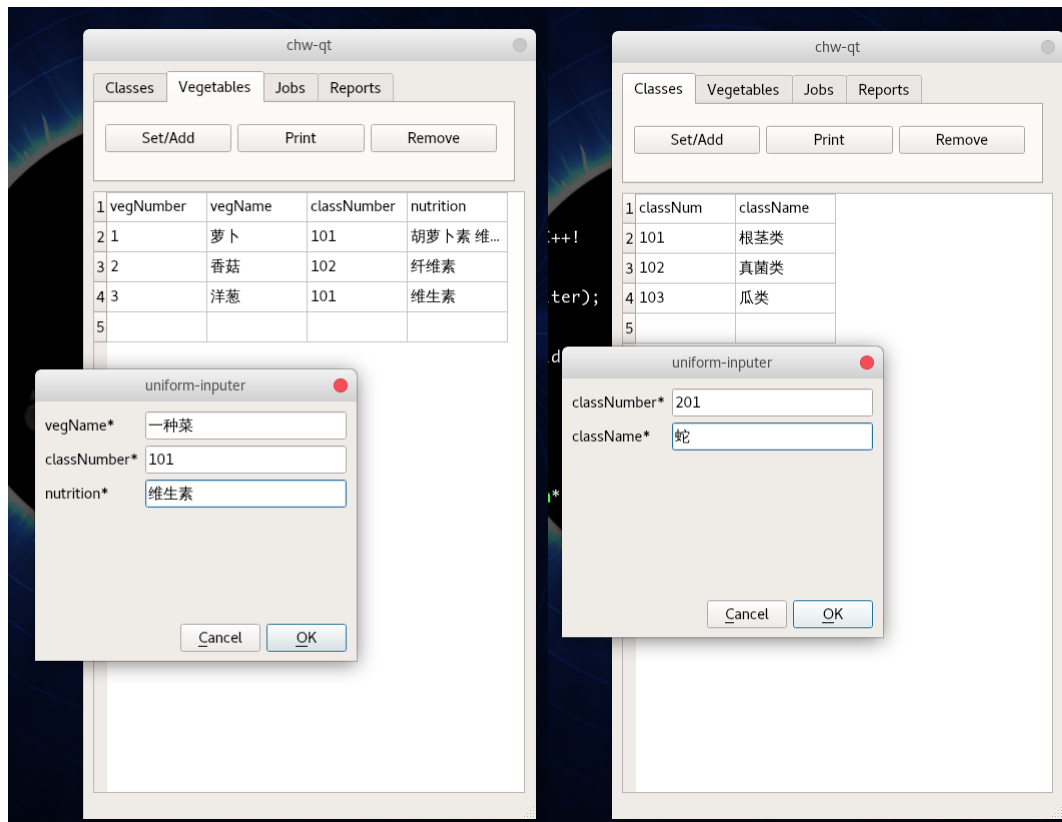 chw-qt
Classes Vegetables Jobs Reports
Set/Add Print Remove
1 vegNumber vegName classNumber nutrition
2 1 萝卜 101 胡萝卜素 维...
3 2 香菇 102 纤维素
4 3 洋葱 101 维生素
5
uniform-inputer
vegName* 一种菜
classNumber* 101
nutrition* 维生素
Cancel OK
chw-qt
Classes Vegetables Jobs Reports
Set/Add Print Remove
1 classNum className
2 101 根茎类
3 102 真菌类
4 103 瓜类
5
++!
ter);
d
uniform-inputer
classNumber* 201
className* 蛇
*
Cancel OK